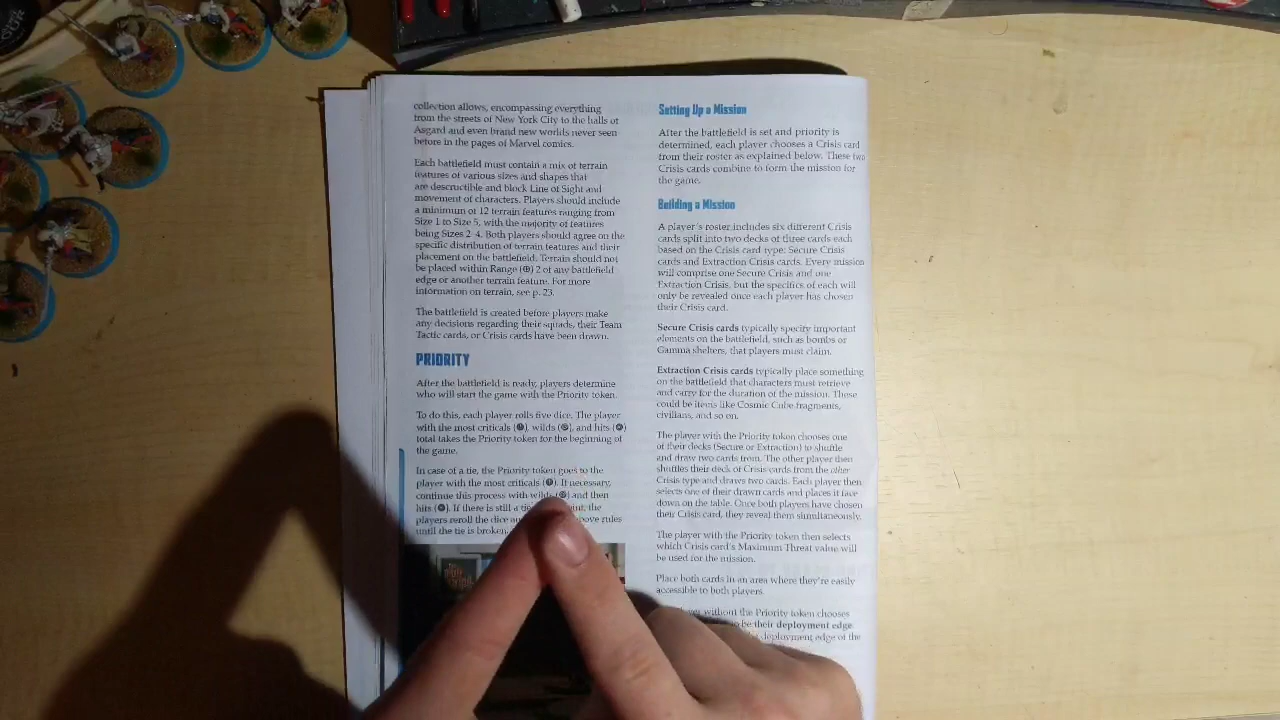 collection allows, encompassing everything
from the streets of New York City to the halls of
Asgard and even brand new worlds never seen
before in the pages of Marvel comics.
Each battlefield must contain a mix of terrain
features of various sizes and shapes that
are destructible and block Line of Sight and
movement of characters. Players should include
a minimum of 12 terrain features ranging from
Size 1 to Size 5, with the majority of features
being Sizes 2-4. Both players should agree on the
specific distribution of terrain features and their
placement on the battlefield. Terrain should not
be placed within Range 2 of any battlefield
edge or another terrain feature. For more
information on terrain, see p. 23.
The battlefield is created before players make
any decisions regarding their squads, their Team
Tactic cards, or Crisis cards have been drawn.
PRIORITY
After the battlefield is ready, players determine
who will start the game with the Priority token.
To do this, each player rolls five dice. The player
with the most criticals, wilds, and hits
total takes the Priority token for the beginning of
the game.
In case of a tie, the Priority token goes to the
player with the most criticals. If necessary,
continue this process with wilds and then
hits. If there is still a tie the
players reroll the dice rules
until the tie is broken.
Setting Up a Mission
After the battlefield is set and priority is
determined, each player chooses a Crisis card
from their roster as explained below. These two
Crisis cards combine to form the mission for
the game.
Building a Mission
A player's roster includes six different Crisis
cards split into two decks of three cards each
based on the Crisis card type: Secure Crisis
cards and Extraction Crisis cards. Every mission
will comprise one Secure Crisis and one
Extraction Crisis, but the specifics of each will
only be revealed once each player has chosen
their Crisis card.
Secure Crisis cards typically specify important
elements on the battlefield, such as bombs or
Gamma shelters, that players must claim.
Extraction Crisis cards typically place something
on the battlefield that characters must retrieve
and carry for the duration of the mission. These
could be items like Cosmic Cube fragments,
civilians, and so on.
The player with the Priority token chooses one
of their decks (Secure or Extraction) to shuffle
and draw two cards from. The other player then
shuffles their deck of Crisis cards from the other
Crisis type and draws two cards. Each player then
selects one of their drawn cards and places it face
down on the table. Once both players have chosen
their Crisis card, they reveal them simultaneously.
The player with the Priority token then selects
which Crisis card's Maximum Threat value will
be used for the mission.
Place both cards in an area where they're easily
accessible to both players.
without the Priority token chooses
be their deployment edge.
deployment edge of the